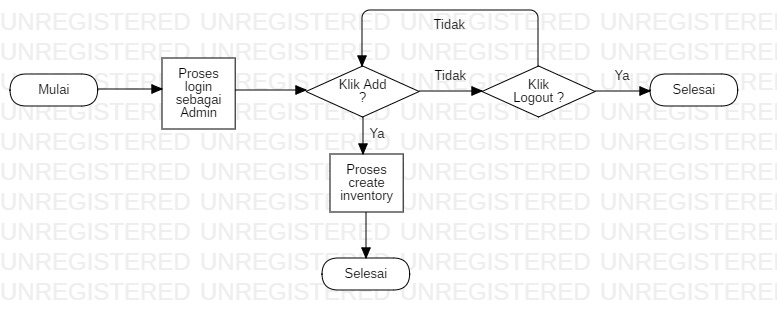 Tidak
Mulai
Proses
login
sebagai
Admin
Klik Add
?
Tidak
Klik
Logout ?
Ya
Selesai
Ya
Proses
create
inventory
Selesai
UNREGISTERED UNREGISTERED UNREGISTERED UNREGISTERED
UNREGISTERED UNREGISTERED UNREGISTERED UNREGISTERED
UNREGISTERED UNREGISTERED UNREGISTERED UNREGISTERED
UNREGISTERED UNREGISTERED UNREGISTERED UNREGISTERED
UNREGISTERED UNREGISTERED UNREGISTERED UNREGISTERED
UNREGISTERED UNREGISTERED UNREGISTERED UNREGISTERED
UNREGISTERED UNREGISTERED UNREGISTERED UNREGISTERED
UNREGISTERED UNREGISTERED UNREGISTERED UNREGISTERED
UNREGISTERED UNREGISTERED UNREGISTERED UNREGISTERED
UNREGISTERED UNREGISTERED UNREGISTERED UNREGISTERED